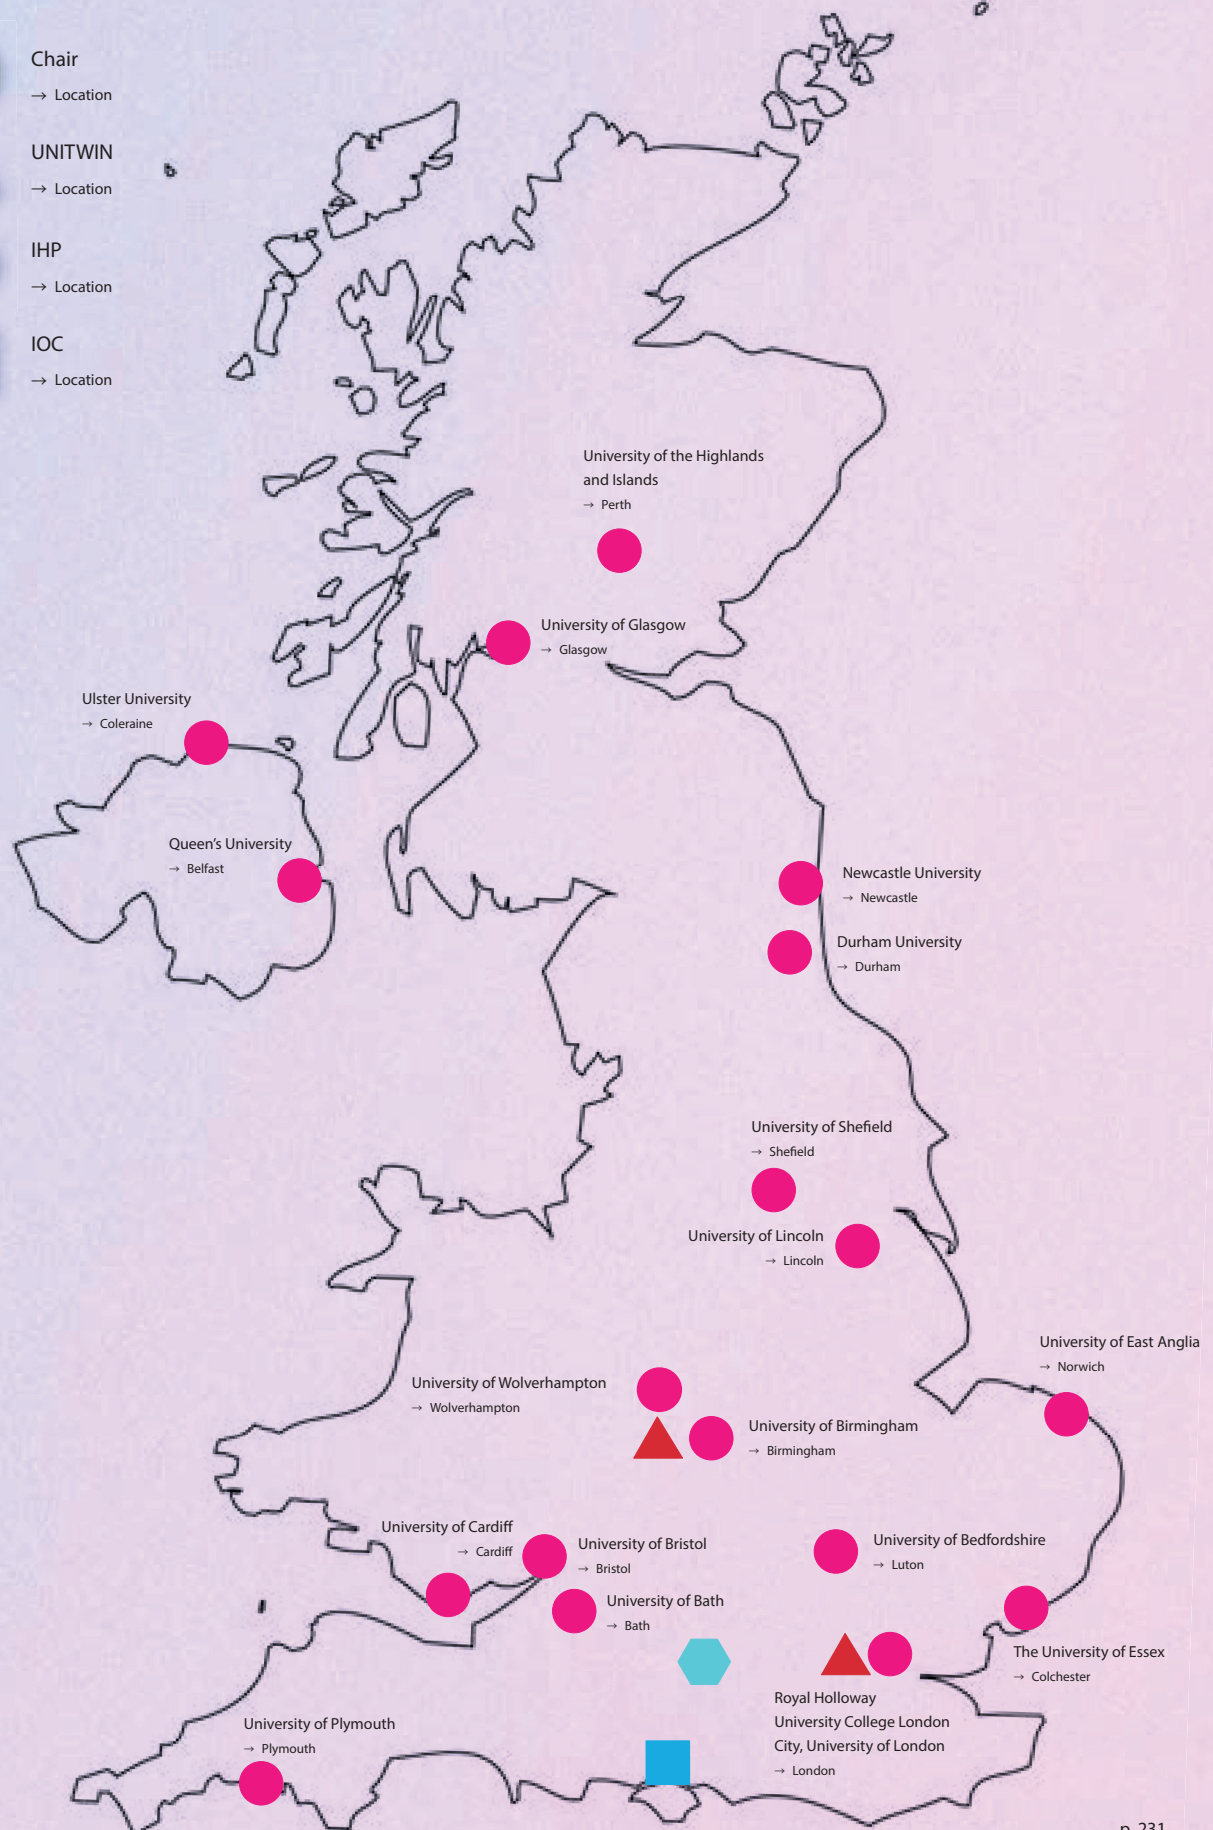 Chair
→ Location
UNITWIN
→ Location
IHP
→ Location
IOC
→ Location
University of the Highlands
and Islands
→ Perth
University of Glasgow
→ Glasgow
Ulster University
→ Coleraine
Queen's University
→ Belfast
Newcastle University
→ Newcastle
Durham University
→ Durham
University of Shefield
→ Shefield
University of Lincoln
→ Lincoln
University of East Anglia
→ Norwich
University of Wolverhampton
→ Wolverhampton
University of Birmingham
→ Birmingham
University of Cardiff
→ Cardiff
University of Bristol
→ Bristol
University of Bedfordshire
→ Luton
University of Bath
→ Bath
The University of Essex
→ Colchester
Royal Holloway
University College London
City, University of London
→ London
University of Plymouth
→ Plymouth
p. 231